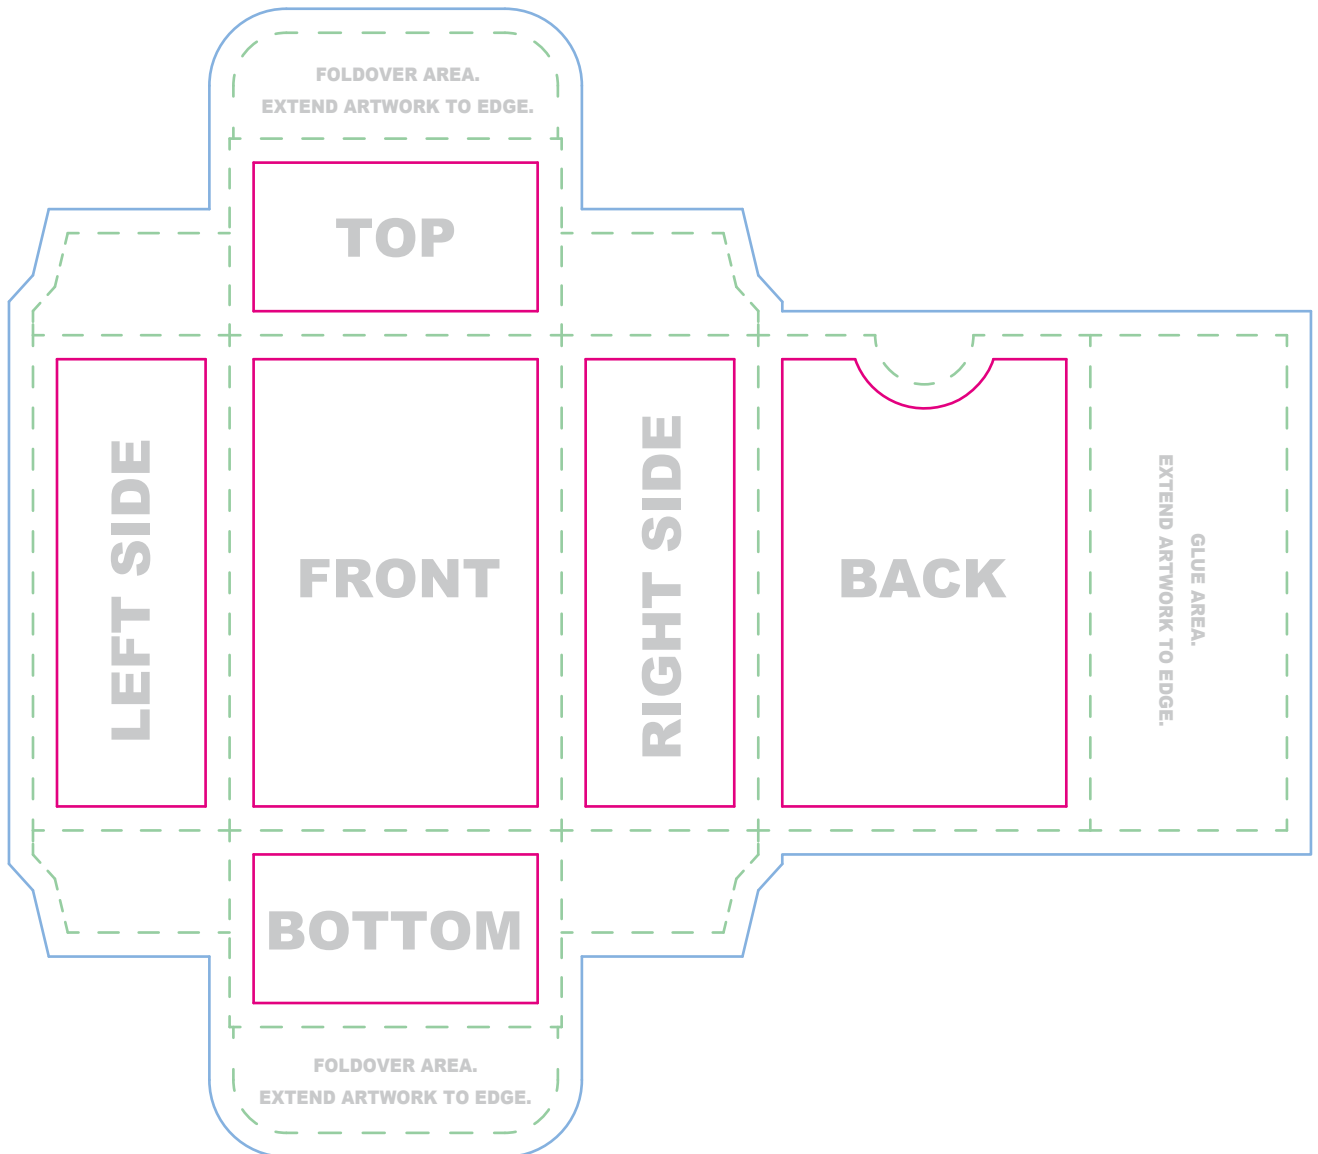 FOLDOVER AREA.
EXTEND ARTWORK TO EDGE.
TOP
LEFT SIDE
FRONT
RIGHT SIDE
BACK
GLUE AREA.
EXTEND ARTWORK TO EDGE.
BOTTOM
FOLDOVER AREA.
EXTEND ARTWORK TO EDGE.